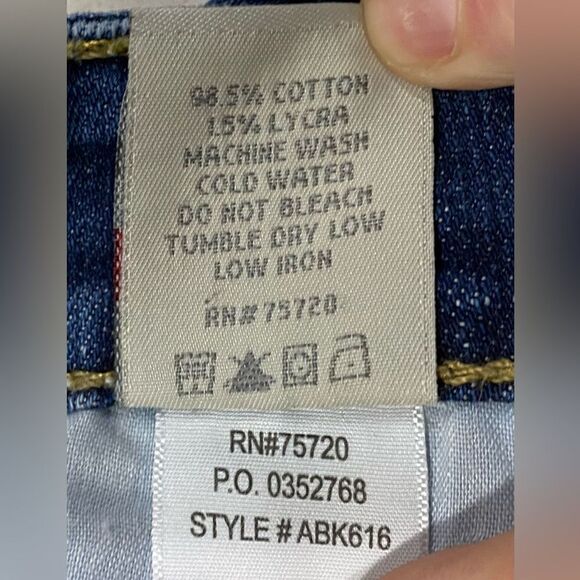 98.5% COTTON
1.5% LYCRA
MACHINE WASH
COLD WATER
DO NOT BLEACH
TUMBLE DRY LOW
LOW IRON
RN# 75720
RN#75720
P.O. 0352768
STYLE # ABK616